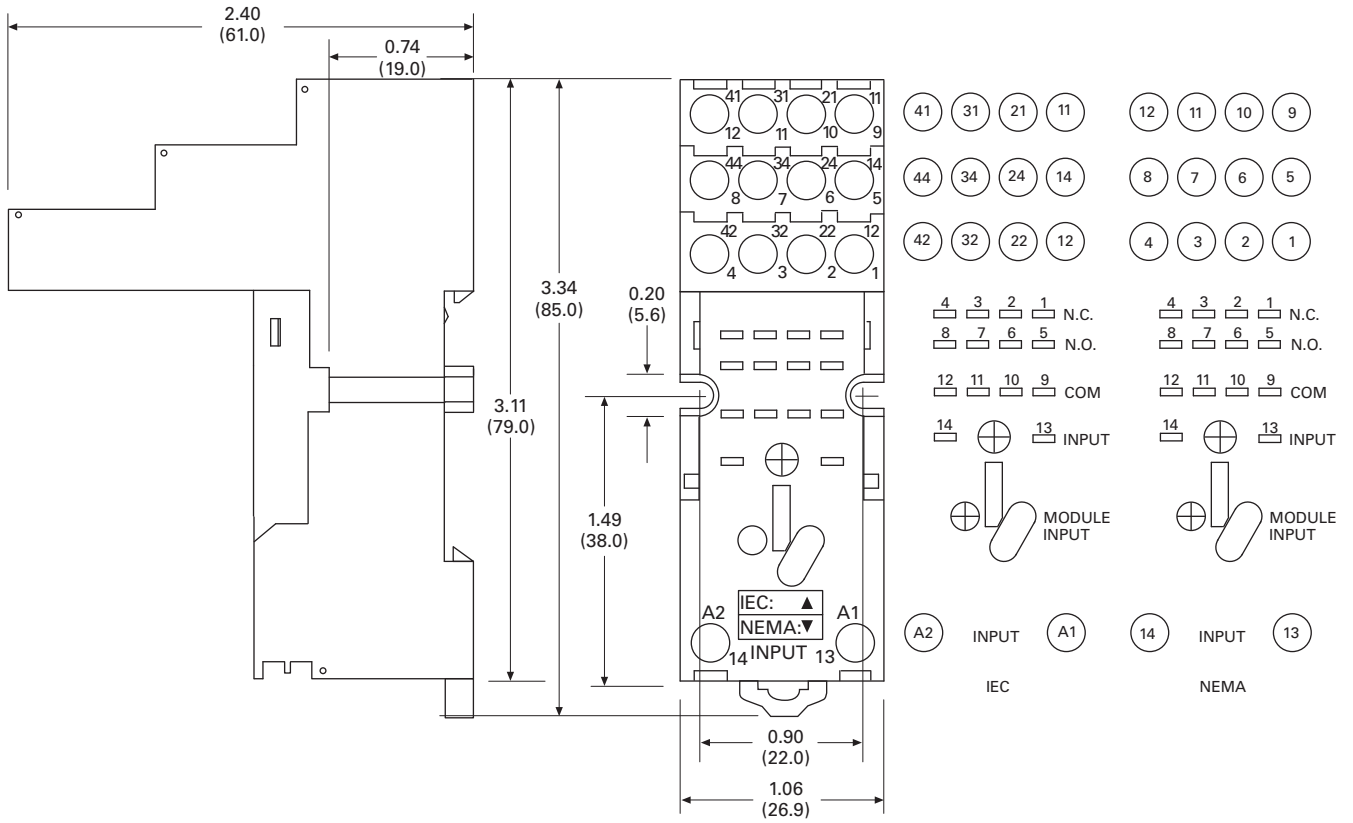 2.40
(61.0)
0.74
(19.0)
3.34
(85.0)
3.11
(79.0)
0.20
(5.6)
1.49
(38.0)
0.90
(22.0)
1.06
(26.9)
41 31 21 11
12 11 10 9
44 34 24 14
8 7 6 5
42 32 22 12
4 3 2 1
IEC: ▲
NEMA:▼
A2 A1
14 INPUT 13
41 31 21 11
44 34 24 14
42 32 22 12
4 3 2 1 N.C.
8 7 6 5 N.O.
12 11 10 9 COM
14 13 INPUT
MODULE
INPUT
A2 INPUT A1
IEC
12 11 10 9
8 7 6 5
4 3 2 1
4 3 2 1 N.C.
8 7 6 5 N.O.
12 11 10 9 COM
14 13 INPUT
MODULE
INPUT
14 INPUT 13
NEMA